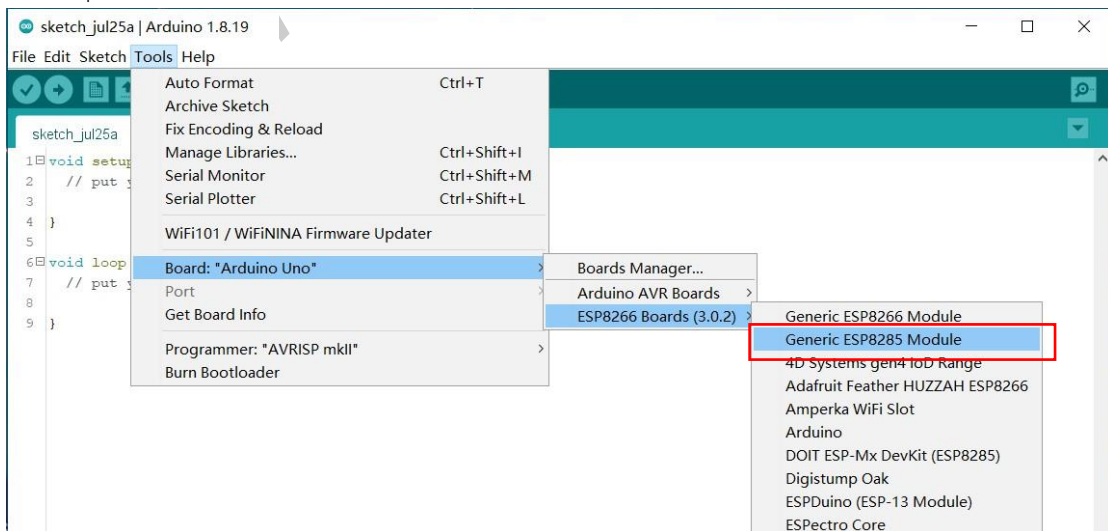 sketch_jul25a | Arduino 1.8.19
File Edit Sketch Tools Help
sketch_jul25a
Auto Format Ctrl+T
Archive Sketch
Fix Encoding & Reload
Manage Libraries... Ctrl+Shift+I
Serial Monitor Ctrl+Shift+M
Serial Plotter Ctrl+Shift+L
WiFi101 / WiFiNINA Firmware Updater
Board: "Arduino Uno"
Port
Get Board Info
Programmer: "AVRISP mkII"
Burn Bootloader
1 void setup
2 // put
3
4 }
5
6 void loop
7 // put
8
9 }
Boards Manager...
Arduino AVR Boards
ESP8266 Boards (3.0.2)
Generic ESP8266 Module
Generic ESP8285 Module
4D Systems gen4 IoD Range
Adafruit Feather HUZZAH ESP8266
Amperka WiFi Slot
Arduino
DOIT ESP-Mx DevKit (ESP8285)
Digistump Oak
ESPDuino (ESP-13 Module)
ESPectro Core